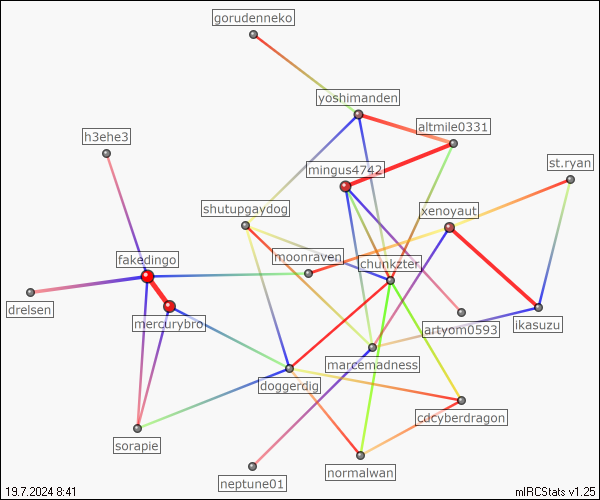 gorudenneko
yoshimanden
altmile0331
h3ehe3
mingus4742
st.ryan
shutupgaydog
xenoyaut
moonraven
chunkzter
fakedingo
drelsen
mercurybro
artyom0593
ikasuzu
marcemadness
doggerdig
cdcyberdragon
sorapie
normalwan
neptune01
19.7.2024 8:41
mIRCStats v1.25